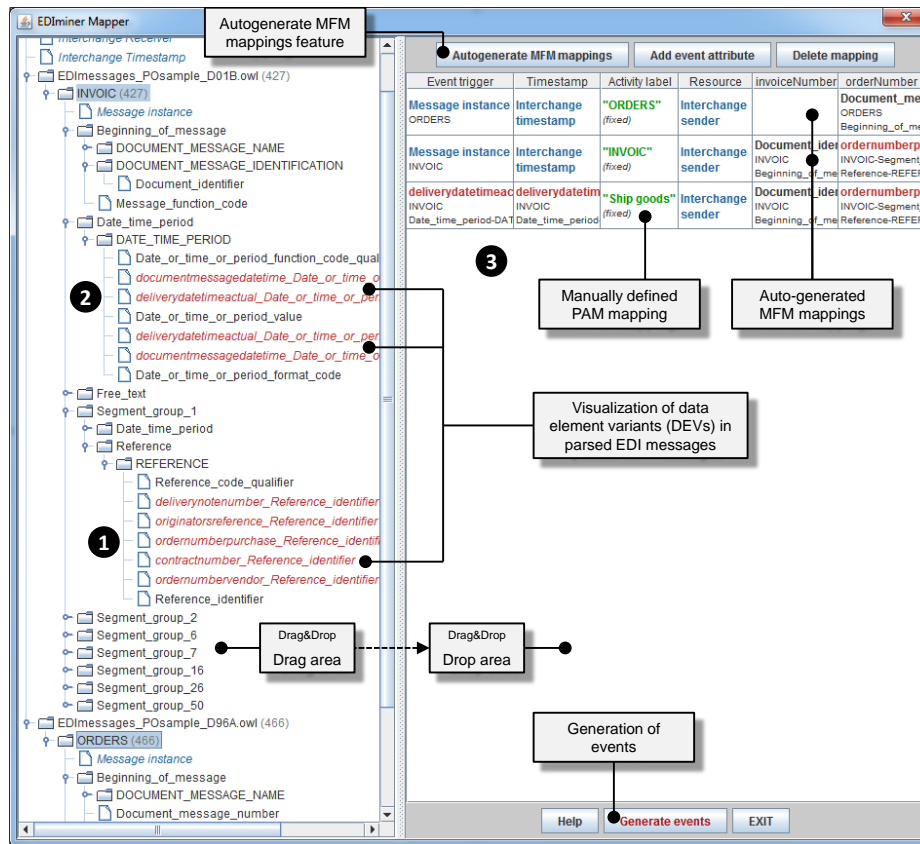 EDIminer Mapper
Autogenerate MFM
mappings feature
Interchange Receiver
Interchange Timestamp
EDImessages_POsample_D01B.owl (427)
INVOIC (427)
Message instance
Beginning_of_message
DOCUMENT_MESSAGE_NAME
DOCUMENT_MESSAGE_IDENTIFICATION
Document_identifier
Message_function_code
Date_time_period
DATE_TIME_PERIOD
Date_or_time_or_period_function_code_qual
documentmessagedatetime_Date_or_time_o
2
deliverydatetimeactual_Date_or_time_or_per
Date_or_time_or_period_value
deliverydatetimeactual_Date_or_time_or_per
documentmessagedatetime_Date_or_time_o
Date_or_time_or_period_format_code
Free_text
Segment_group_1
Date_time_period
Reference
REFERENCE
Reference_code_qualifier
deliverynotenumber_Reference_identifier
originatorsreference_Reference_identifier
1
ordernumberpurchase_Reference_identifi
contractnumber_Reference_identifier
ordernumbervendor_Reference_identifier
Reference_identifier
Segment_group_2
Segment_group_6
Segment_group_7
Segment_group_16
Segment_group_26
Segment_group_50
EDImessages_POsample_D96A.owl (466)
ORDERS (466)
Message instance
Beginning_of_message
DOCUMENT_MESSAGE_NAME
Document_message_number
Autogenerate MFM mappings Add event attribute Delete mapping
Event trigger Timestamp Activity label Resource invoiceNumber orderNumber
Message instance Interchange "ORDERS" Interchange Document_me
ORDERS timestamp (fixed) sender ORDERS
Beginning_of_me
Message instance Interchange "INVOIC" Interchange Document_iden ordernumberp
INVOIC timestamp (fixed) sender INVOIC INVOIC-Segment_
Beginning_of_me Reference-REFER
deliverydatetimeac deliverydatetim "Ship goods" Interchange Document_iden ordernumberp
INVOIC INVOIC (fixed) sender INVOIC INVOIC-Segment_
Date_time_period-DAT Date_time_period- Beginning_of_me Reference-REFER
3
Manually defined
PAM mapping
Auto-generated
MFM mappings
Visualization of data
element variants (DEVs) in
parsed EDI messages
Drag&Drop
Drag area
Drag&Drop
Drop area
Generation of
events
Help Generate events EXIT